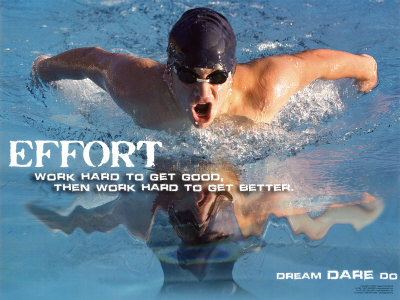 EFFORT
WORK HARD TO GET GOOD,
THEN WORK HARD TO GET BETTER.
DREAM DARE DO